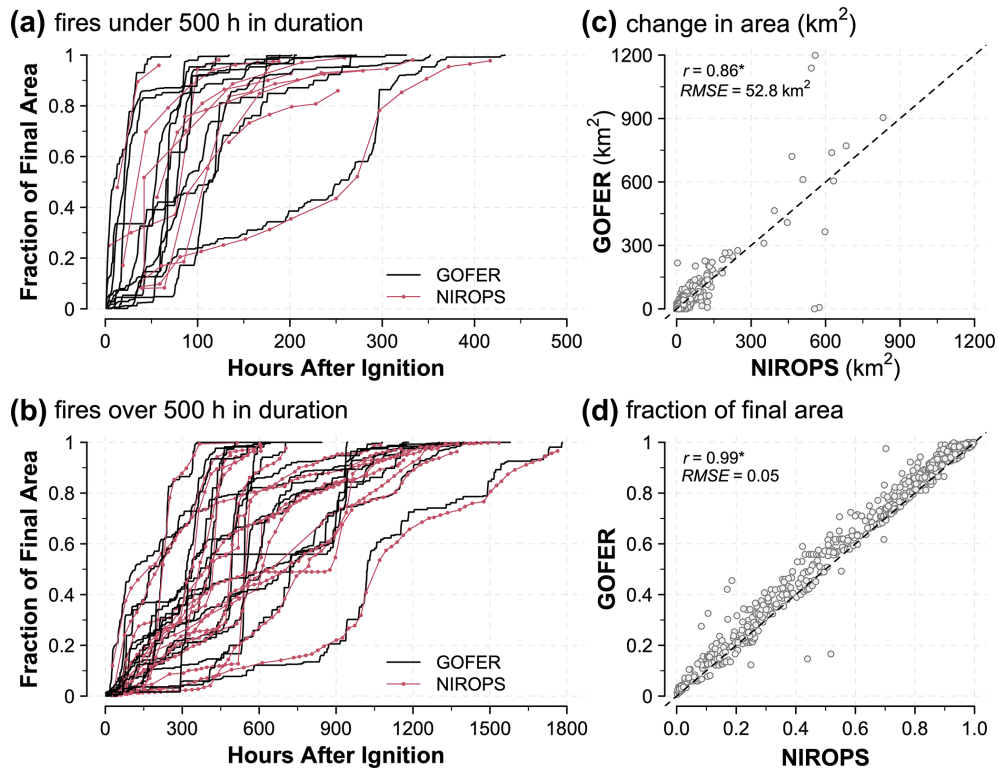 (a) fires under 500 h in duration
1
0.8
0.6
0.4
0.2
0
Fraction of Final Area
GOFER
NIROPS
0 100 200 300 400 500
Hours After Ignition
(c) change in area (km²)
1200
900
600
300
0
GOFER (km²)
r = 0.86*
RMSE = 52.8 km²
0 300 600 900 1200
NIROPS (km²)
(b) fires over 500 h in duration
1
0.8
0.6
0.4
0.2
0
Fraction of Final Area
GOFER
NIROPS
0 300 600 900 1200 1500 1800
Hours After Ignition
(d) fraction of final area
1
0.8
0.6
0.4
0.2
0
GOFER
r = 0.99*
RMSE = 0.05
0.0 0.2 0.4 0.6 0.8 1.0
NIROPS